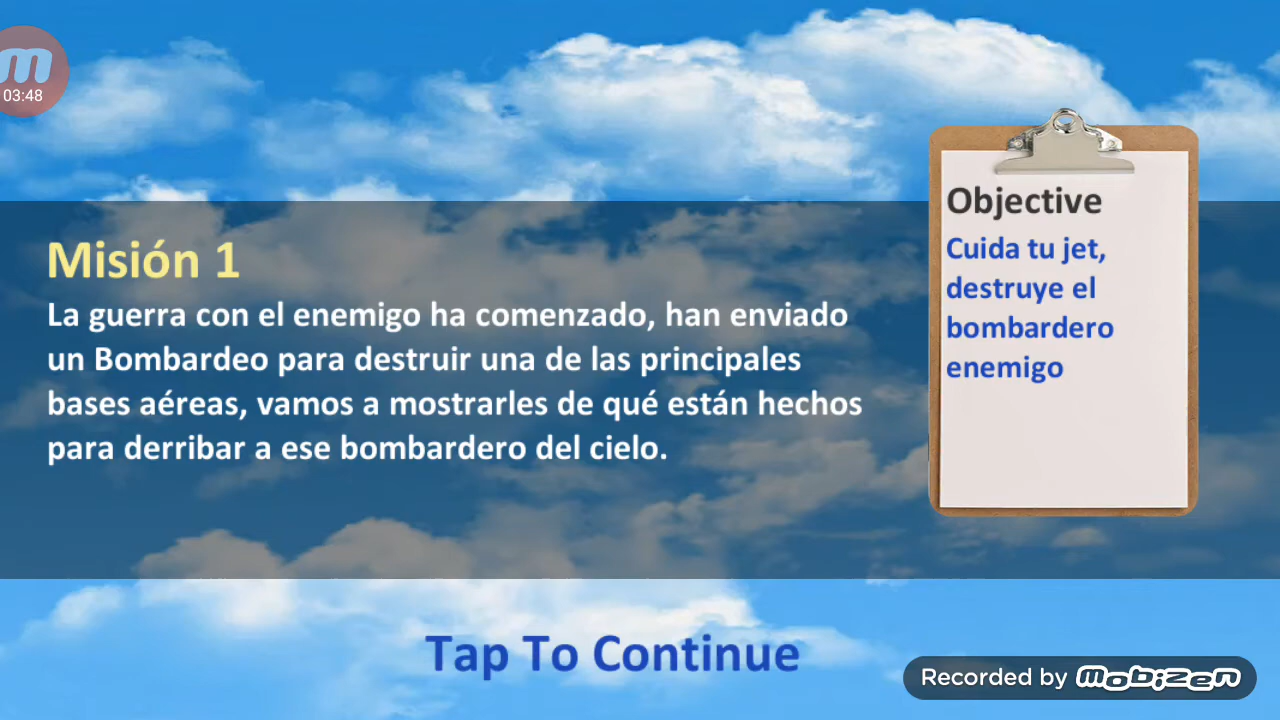 m
03:48
Misión 1
La guerra con el enemigo ha comenzado, han enviado
un Bombardeo para destruir una de las principales
bases aéreas, vamos a mostrarles de qué están hechos
para derribar a ese bombardero del cielo.
Objective
Cuida tu jet,
destruye el
bombardero
enemigo
Tap To Continue
Recorded by mobizen